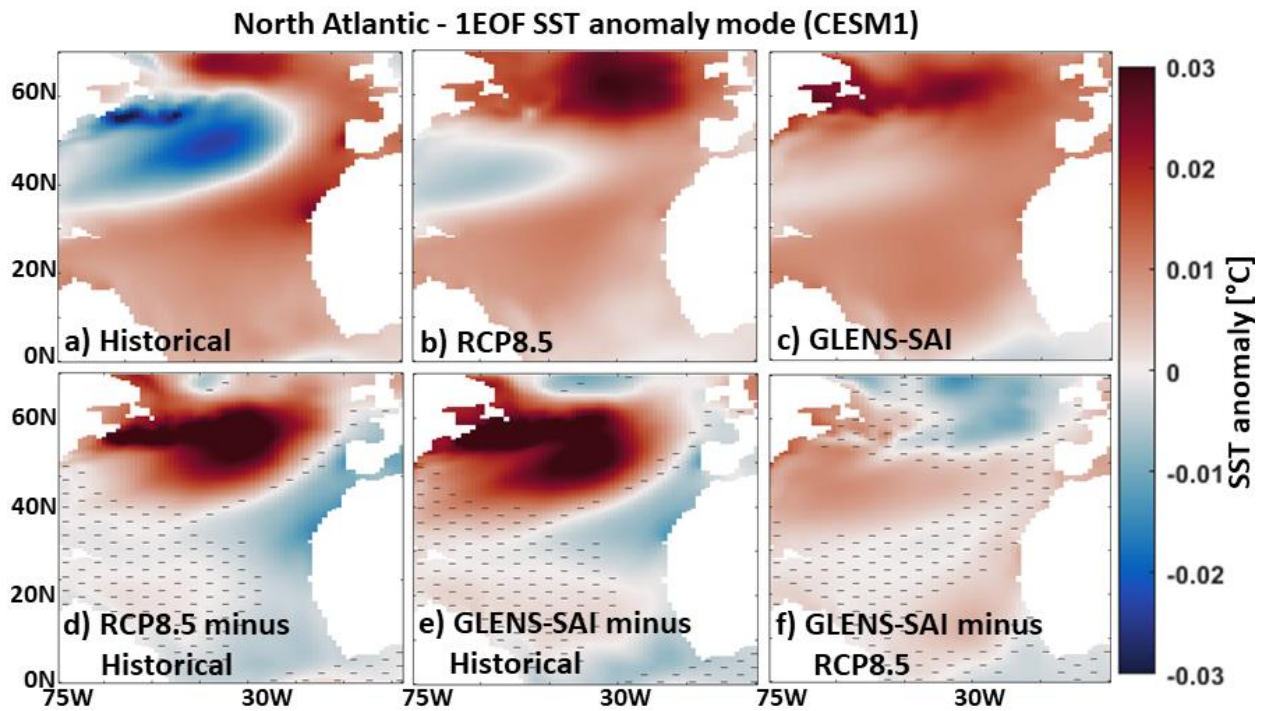 North Atlantic - 1EOF SST anomaly mode (CESM1)
60N
40N
20N
0N
a) Historical
b) RCP8.5
c) GLENS-SAI
60N
40N
20N
0N
d) RCP8.5 minus
Historical
e) GLENS-SAI minus
Historical
f) GLENS-SAI minus
RCP8.5
75W
30W
75W
30W
75W
30W
0.03
0.02
0.01
0
-0.01
-0.02
-0.03
SST anomaly [°C]